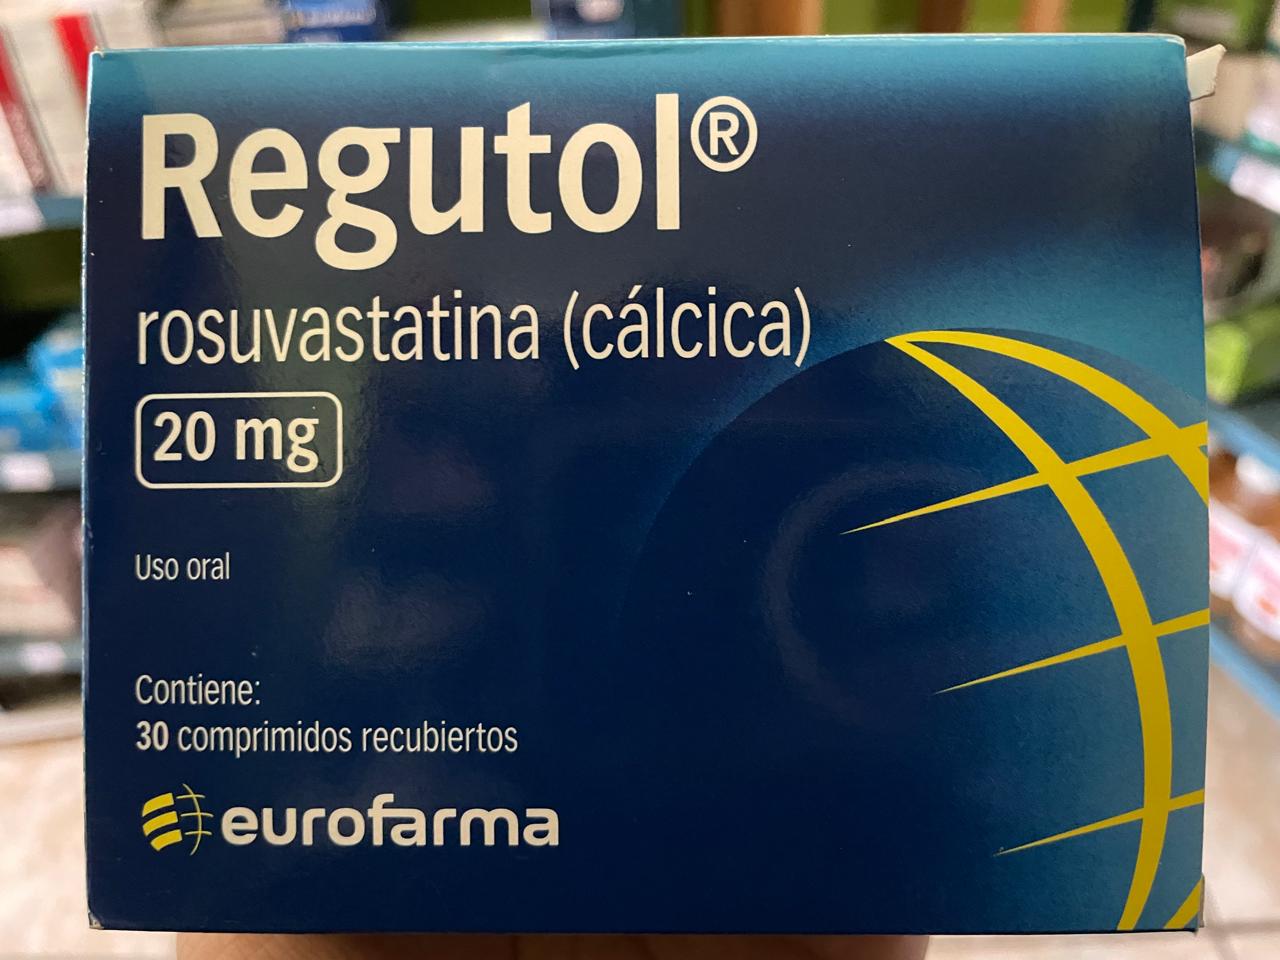 Regutol®
rosuvastatina (cálcica)
20 mg
Uso oral
Contiene:
30 comprimidos recubiertos
eurofarma